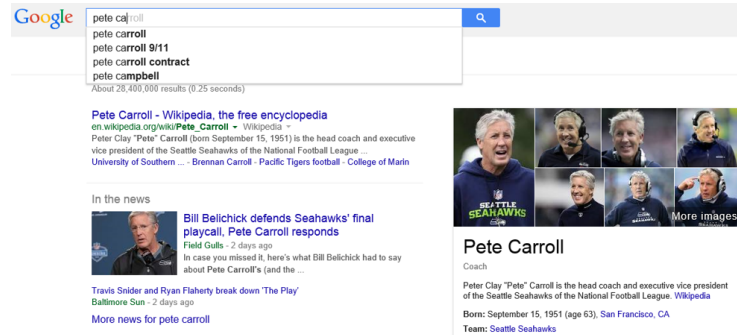 Google
pete carroll
pete carroll
pete carroll 9/11
pete carroll contract
pete campbell
About 28,400,000 results (0.25 seconds)
Pete Carroll - Wikipedia, the free encyclopedia
en.wikipedia.org/wiki/Pete_Carroll Wikipedia
Peter Clay "Pete" Carroll (born September 15, 1951) is the head coach and executive
vice president of the Seattle Seahawks of the National Football League ...
University of Southern ... - Brennan Carroll - Pacific Tigers football - College of Marin
In the news
Bill Belichick defends Seahawks' final
playcall, Pete Carroll responds
Field Gulls - 2 days ago
In case you missed it, here's what Bill Belichick had to say
about Pete Carroll's (and the ...
Travis Snider and Ryan Flaherty break down 'The Play'
Baltimore Sun - 2 days ago
More news for pete carroll
SEATTLE
SEAHAWKS
More images
Pete Carroll
Coach
Peter Clay "Pete" Carroll is the head coach and executive vice president
of the Seattle Seahawks of the National Football League. Wikipedia
Born: September 15, 1951 (age 63), San Francisco, CA
Team: Seattle Seahawks